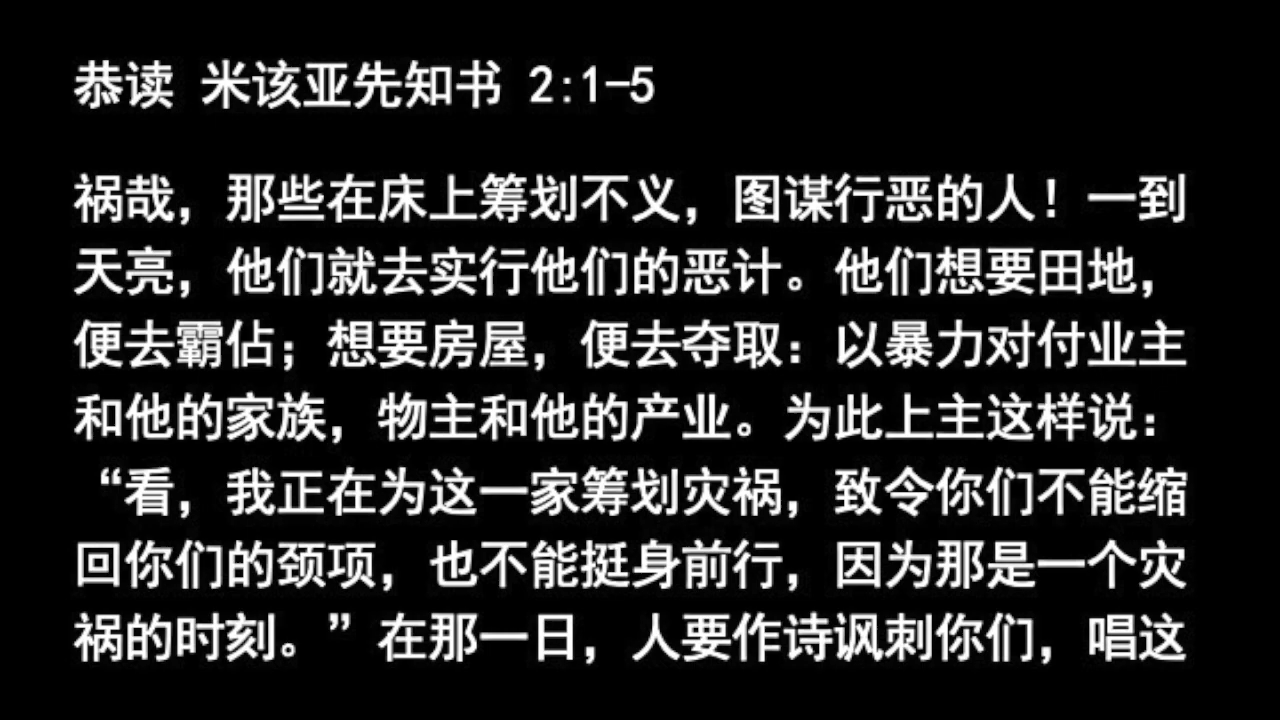 恭读 米该亚先知书 2:1-5
祸哉，那些在床上筹划不义，图谋行恶的人！一到
天亮，他们就去实行他们的恶计。他们想要田地，
便去霸佔；想要房屋，便去夺取：以暴力对付业主
和他的家族，物主和他的产业。为此上主这样说：
“看，我正在为这一家筹划灾祸，致令你们不能缩
回你们的颈项，也不能挺身前行，因为那是一个灾
祸的时刻。”在那一日，人要作诗讽刺你们，唱这